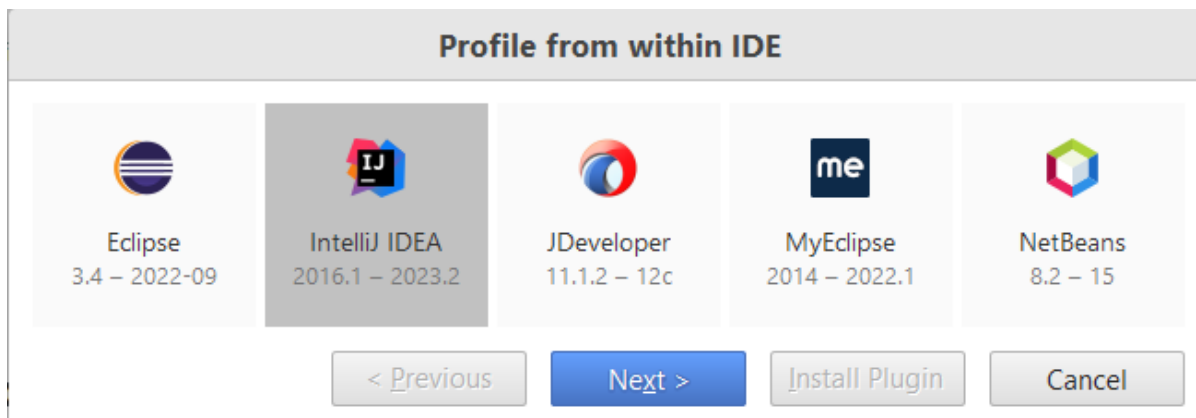 Profile from within IDE
IJ
me
Eclipse
3.4 – 2022-09
IntelliJ IDEA
2016.1 – 2023.2
JDeveloper
11.1.2 – 12c
MyEclipse
2014 – 2022.1
NetBeans
8.2 – 15
< Previous
Next >
Install Plugin
Cancel